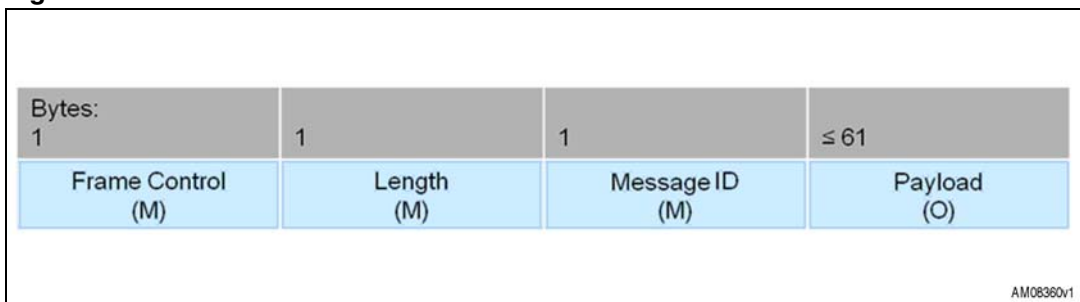 Bytes:
1 1 1 ≤ 61
Frame Control Length Message ID Payload
(M) (M) (M) (O)
AM08360v1